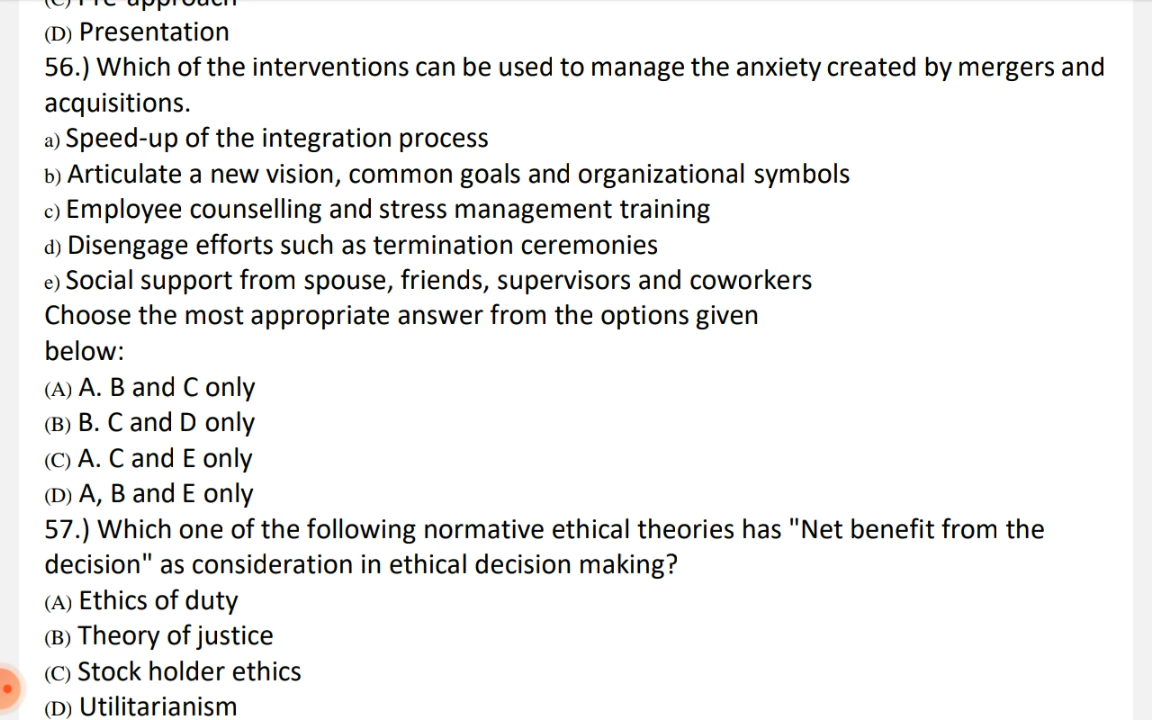 (C) Pre-approach
(D) Presentation
56.) Which of the interventions can be used to manage the anxiety created by mergers and
acquisitions.
a) Speed-up of the integration process
b) Articulate a new vision, common goals and organizational symbols
c) Employee counselling and stress management training
d) Disengage efforts such as termination ceremonies
e) Social support from spouse, friends, supervisors and coworkers
Choose the most appropriate answer from the options given
below:
(A) A. B and C only
(B) B. C and D only
(C) A. C and E only
(D) A, B and E only
57.) Which one of the following normative ethical theories has "Net benefit from the
decision" as consideration in ethical decision making?
(A) Ethics of duty
(B) Theory of justice
(C) Stock holder ethics
(D) Utilitarianism